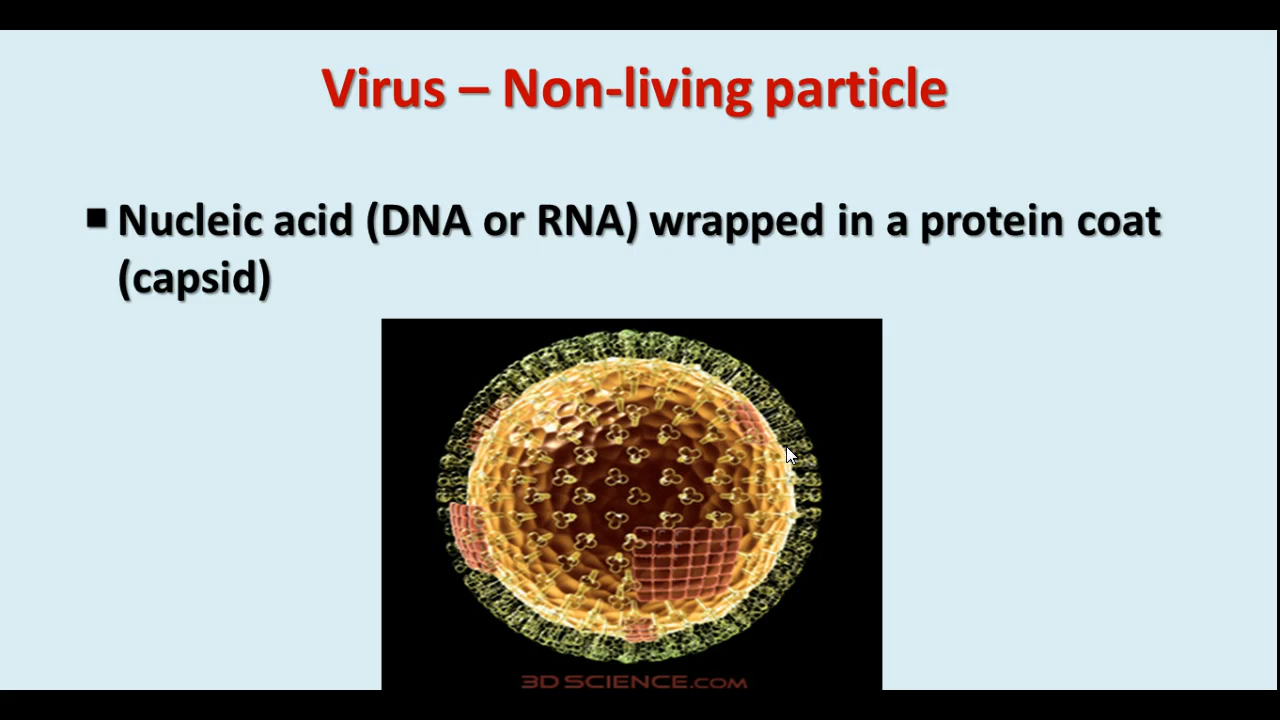 Virus – Non-living particle
▪ Nucleic acid (DNA or RNA) wrapped in a protein coat
(capsid)
3DSCIENCE.COM